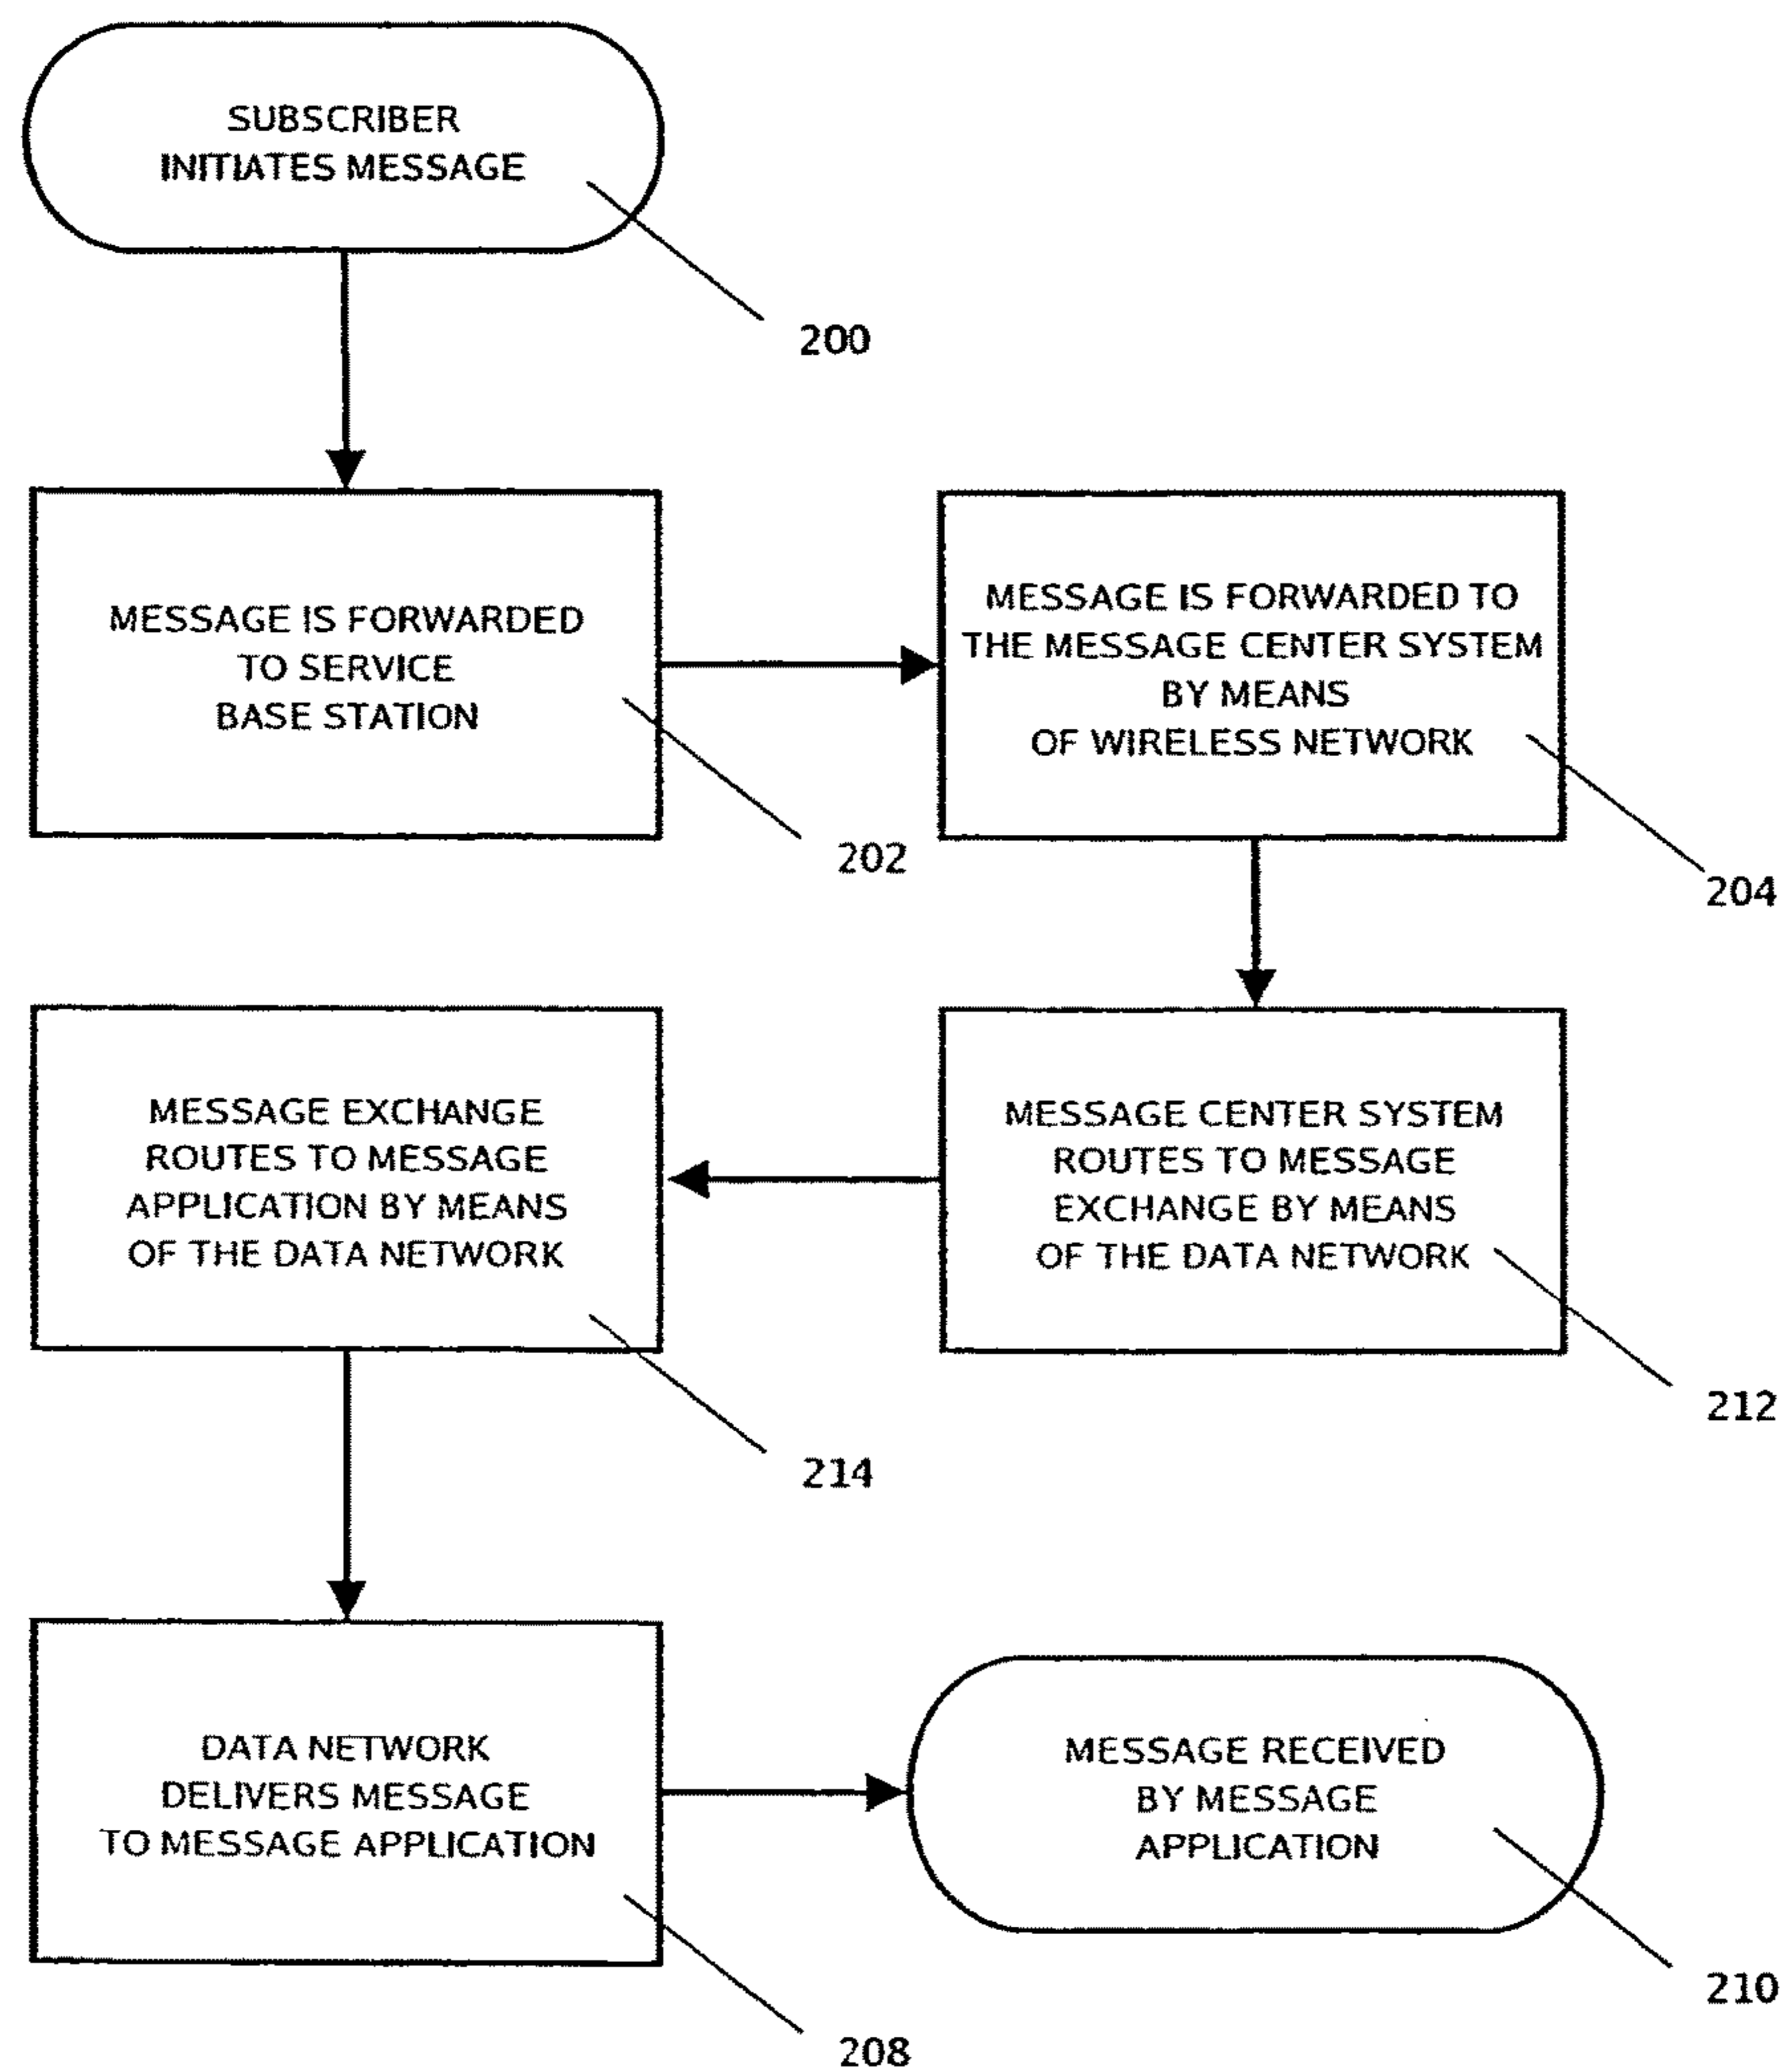 SUBSCRIBER
INITIATES MESSAGE
200
MESSAGE IS FORWARDED
TO SERVICE
BASE STATION
202
MESSAGE IS FORWARDED TO
THE MESSAGE CENTER SYSTEM
BY MEANS
OF WIRELESS NETWORK
204
MESSAGE CENTER SYSTEM
ROUTES TO MESSAGE
EXCHANGE BY MEANS
OF THE DATA NETWORK
212
MESSAGE EXCHANGE
ROUTES TO MESSAGE
APPLICATION BY MEANS
OF THE DATA NETWORK
214
DATA NETWORK
DELIVERS MESSAGE
TO MESSAGE APPLICATION
208
MESSAGE RECEIVED
BY MESSAGE
APPLICATION
210